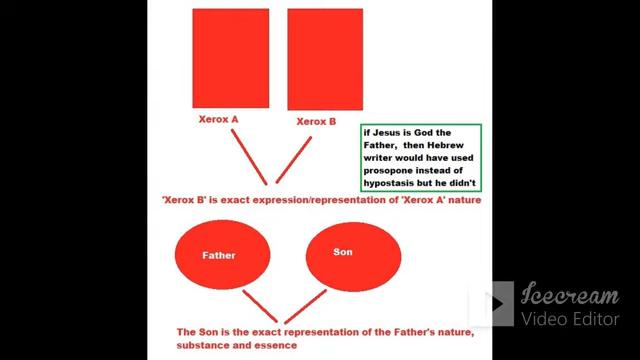 Xerox A
Xerox B
if Jesus is God the
Father, then Hebrew
writer would have used
prosopone instead of
hypostasis but he didn't
'Xerox B' is exact expression/representation of 'Xerox A' nature
Father
Son
The Son is the exact representation of the Father's nature,
substance and essence
Icecream
Video Editor